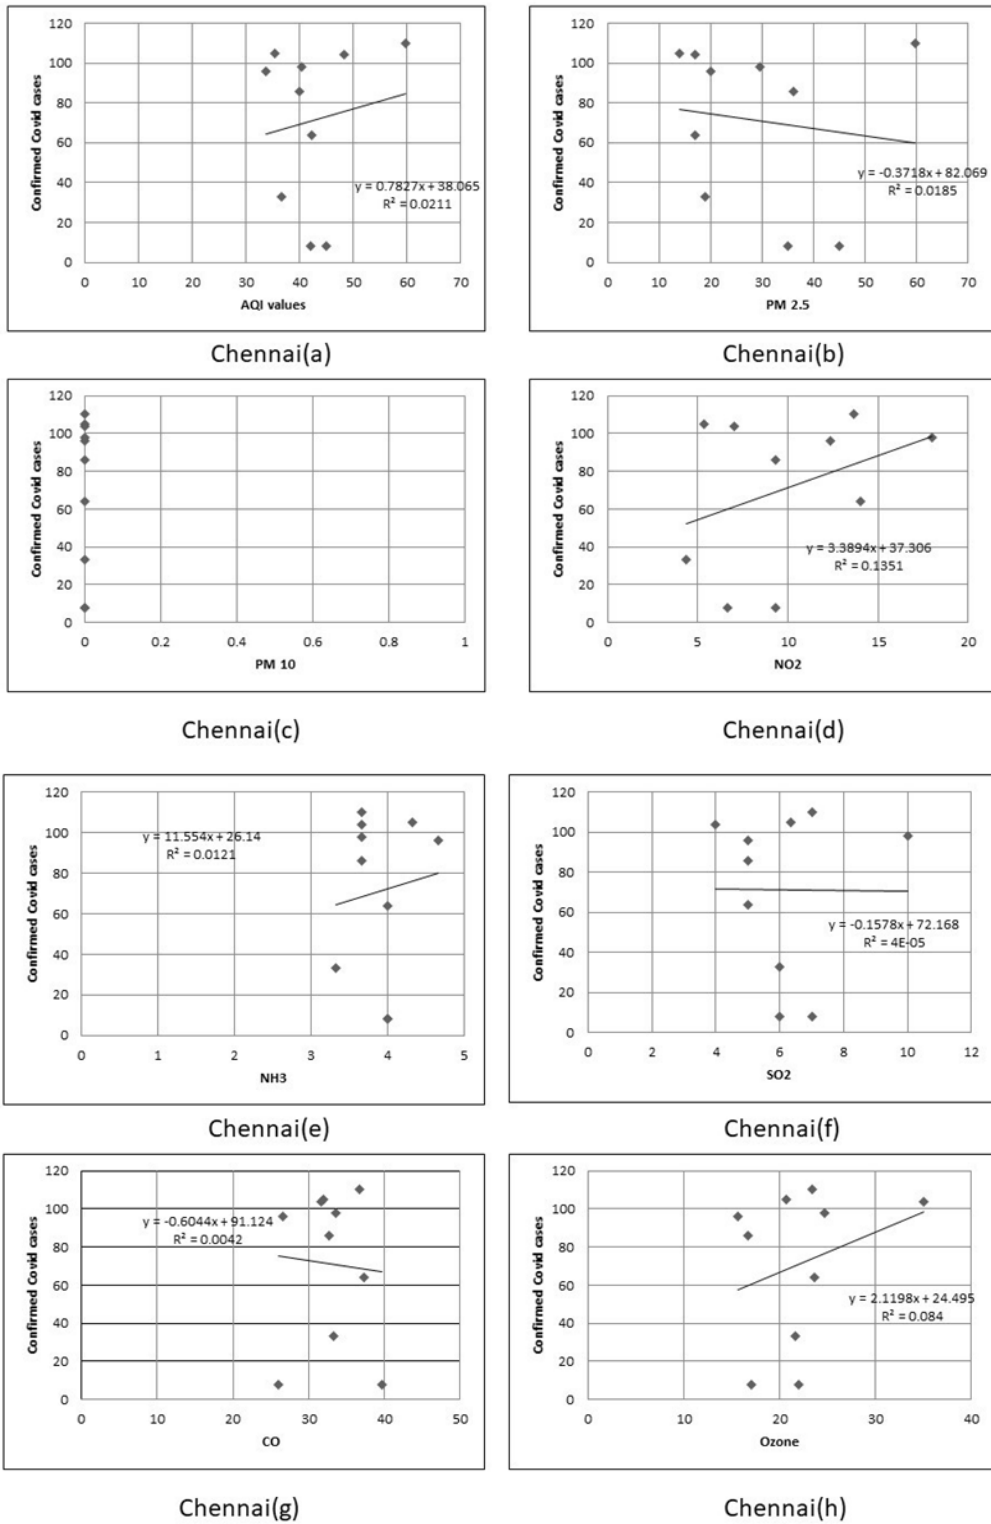 Confirmed Covid cases
120
100
80
60
40
20
0
y = 0.7827x + 38.065
R² = 0.0211
0 10 20 30 40 50 60 70
AQI values
Chennai(a)
Confirmed Covid cases
120
100
80
60
40
20
0
y = -0.3718x + 82.069
R² = 0.0185
0 10 20 30 40 50 60 70
PM 2.5
Chennai(b)
Confirmed Covid cases
120
100
80
60
40
20
0
0 0.2 0.4 0.6 0.8 1
PM 10
Chennai(c)
Confirmed Covid cases
120
100
80
60
40
20
0
y = 3.3894x + 37.306
R² = 0.1351
0 5 10 15 20
NO2
Chennai(d)
Confirmed Covid cases
120
100
80
60
40
20
0
y = 11.554x + 26.14
R² = 0.0121
0 1 2 3 4 5
NH3
Chennai(e)
Confirmed Covid cases
120
100
80
60
40
20
0
y = -0.1578x + 72.168
R² = 4E-05
0 2 4 6 8 10 12
SO2
Chennai(f)
Confirmed Covid cases
120
100
80
60
40
20
0
y = -0.6044x + 91.124
R² = 0.0042
0 10 20 30 40 50
CO
Chennai(g)
Confirmed Covid cases
120
100
80
60
40
20
0
y = 2.1198x + 24.495
R² = 0.084
0 10 20 30 40
Ozone
Chennai(h)